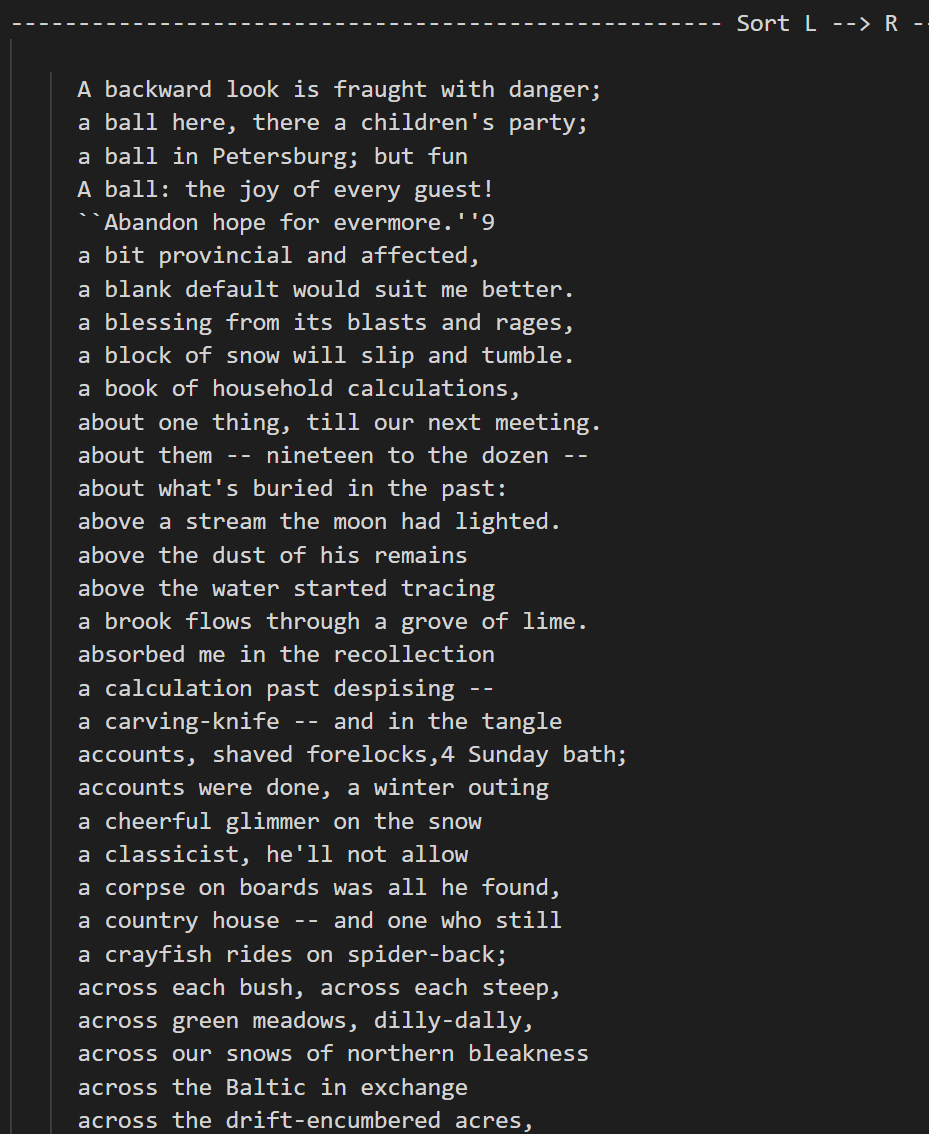 ------------------------------------------------------ Sort L --> R --
A backward look is fraught with danger;
a ball here, there a children's party;
a ball in Petersburg; but fun
A ball: the joy of every guest!
``Abandon hope for evermore.''9
a bit provincial and affected,
a blank default would suit me better.
a blessing from its blasts and rages,
a block of snow will slip and tumble.
a book of household calculations,
about one thing, till our next meeting.
about them -- nineteen to the dozen --
about what's buried in the past:
above a stream the moon had lighted.
above the dust of his remains
above the water started tracing
a brook flows through a grove of lime.
absorbed me in the recollection
a calculation past despising --
a carving-knife -- and in the tangle
accounts, shaved forelocks,4 Sunday bath;
accounts were done, a winter outing
a cheerful glimmer on the snow
a classicist, he'll not allow
a corpse on boards was all he found,
a country house -- and one who still
a crayfish rides on spider-back;
across each bush, across each steep,
across green meadows, dilly-dally,
across our snows of northern bleakness
across the Baltic in exchange
across the drift-encumbered acres,